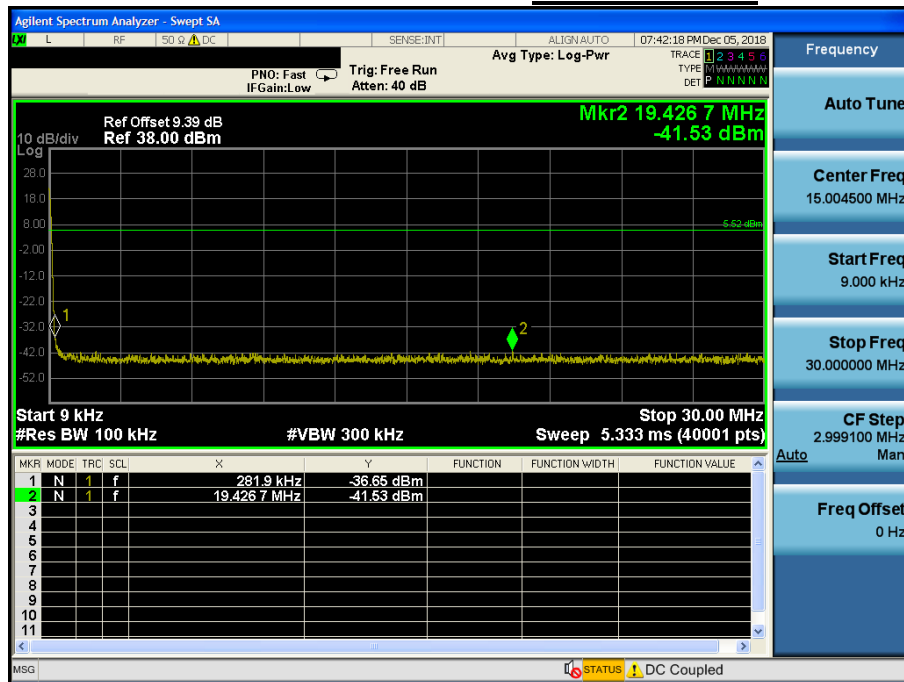 Agilent Spectrum Analyzer - Swept SA
LXI L RF 50 Ω DC SENSE:INT ALIGN AUTO 07:42:18 PM Dec 05, 2018
PNO: Fast
IFGain:Low
Trig: Free Run
Atten: 40 dB
Avg Type: Log-Pwr
TRACE 1 2 3 4 5 6
TYPE M W W W W W
DET P N N N N N
Mkr2 19.426 7 MHz
-41.53 dBm
Ref Offset 9.39 dB
10 dB/div Ref 38.00 dBm
Log
28.0
18.0
8.00
5.52 dBm
-2.00
-12.0
-22.0
-32.0
-42.0
-52.0
1
2
Start 9 kHz Stop 30.00 MHz
#Res BW 100 kHz #VBW 300 kHz Sweep 5.333 ms (40001 pts)
MKR MODE TRC SCL X Y FUNCTION FUNCTION WIDTH FUNCTION VALUE
1 N 1 f 281.9 kHz -36.65 dBm
2 N 1 f 19.426 7 MHz -41.53 dBm
3
4
5
6
7
8
9
10
11
MSG STATUS DC Coupled
Frequency
Auto Tune
Center Freq
15.004500 MHz
Start Freq
9.000 kHz
Stop Freq
30.000000 MHz
CF Step
2.999100 MHz
Auto Man
Freq Offset
0 Hz